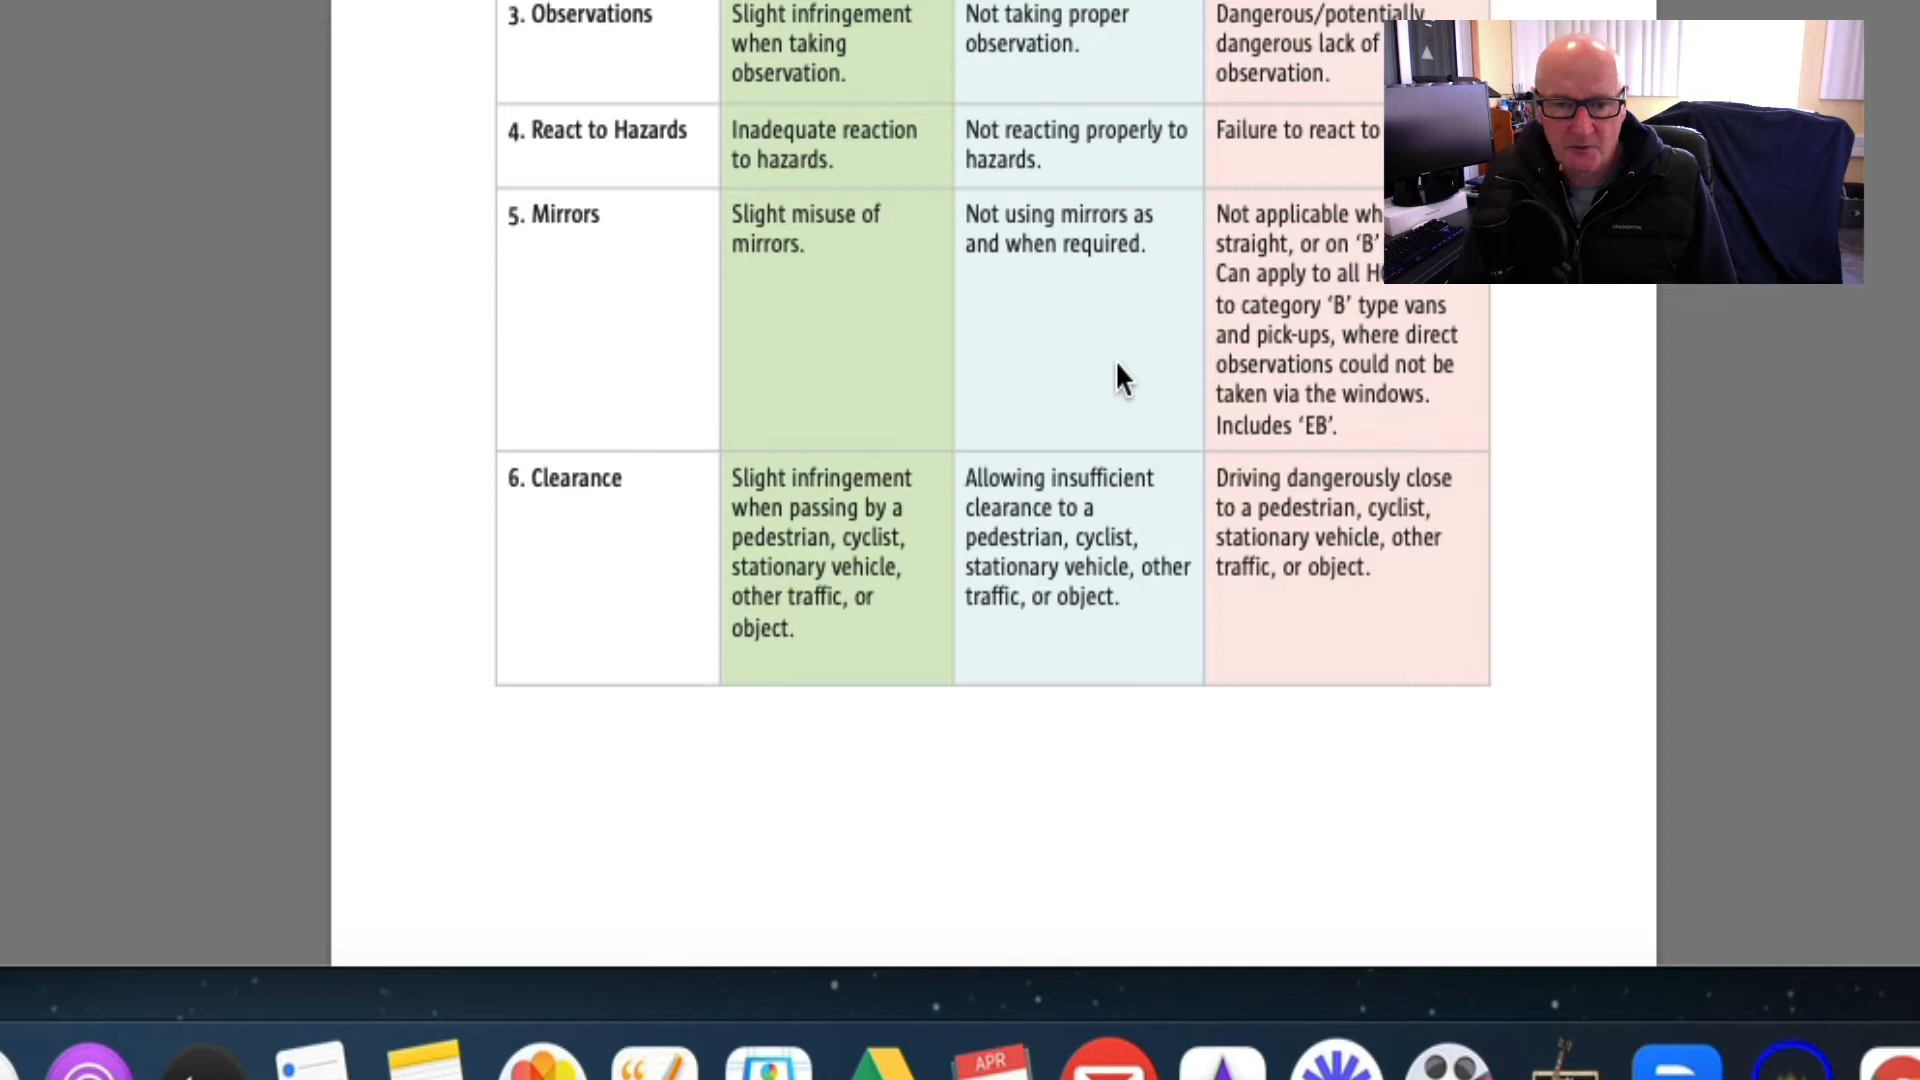 3. Observations
Slight infringement
when taking
observation.
Not taking proper
observation.
Dangerous/potentially
dangerous lack of
observation.
4. React to Hazards
Inadequate reaction
to hazards.
Not reacting properly to
hazards.
Failure to react to
5. Mirrors
Slight misuse of
mirrors.
Not using mirrors as
and when required.
Not applicable
straight, or on ‘B’
Can apply to all
to category ‘B’ type vans
and pick-ups, where direct
observations could not be
taken via the windows.
Includes ‘EB’.
6. Clearance
Slight infringement
when passing by a
pedestrian, cyclist,
stationary vehicle,
other traffic, or
object.
Allowing insufficient
clearance to a
pedestrian, cyclist,
stationary vehicle, other
traffic, or object.
Driving dangerously close
to a pedestrian, cyclist,
stationary vehicle, other
traffic, or object.
APR